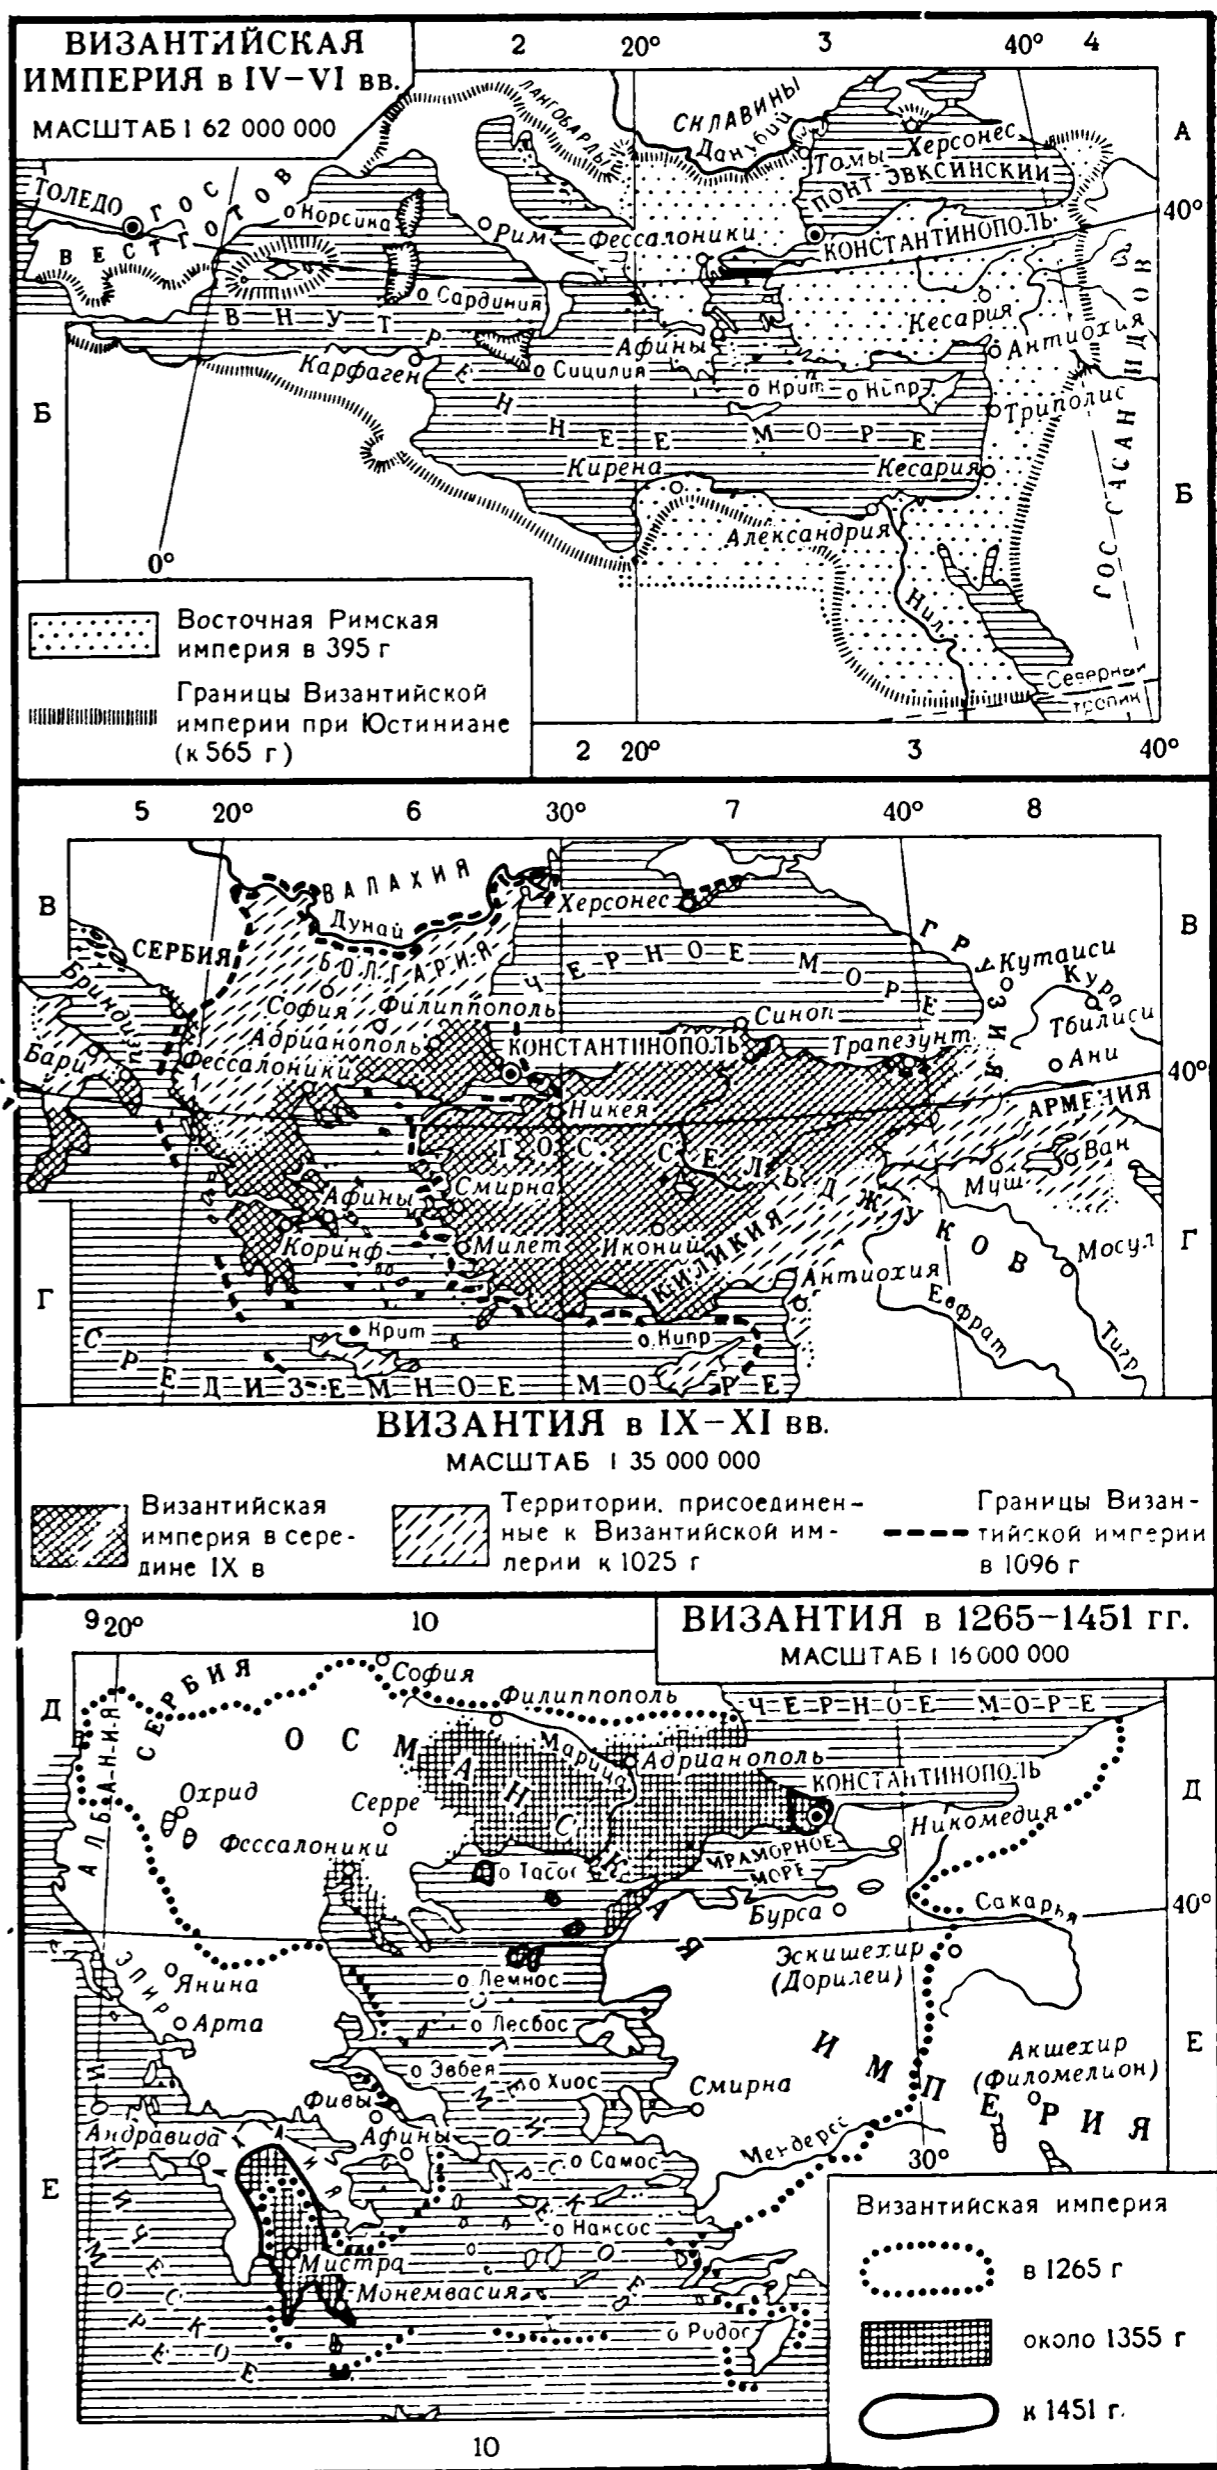 ВИЗАНТИЙСКАЯ
ИМПЕРИЯ в IV–VI вв.
МАСШТАБ 1 62 000 000
2 20° 3 40° 4
А
Б
Б
40°
0°
ЛАНГОБАРДЫ
СКЛАВИНЫ
Данубий
Томы
Херсонес
ПОНТ ЭВКСИНСКИЙ
ТОЛЕДО
ГОС
ВЕСТГОТОВ
Корсика
Рим
Фессалоники
КОНСТАНТИНОПОЛЬ
Сардиния
Кесария
Антиохия
ВНУТРЕННЕЕ МОРЕ
Афины
Карфаген
Сицилия
Крит
Кипр
Триполис
Кирена
Кесария
Александрия
Нил
ГОС САСАНИДОВ
Северный
тропик
Восточная Римская
империя в 395 г
Границы Византийской
империи при Юстиниане
(к 565 г)
2 20° 3 40°
5 20° 6 30° 7 40° 8
В
В
Г
Г
40°
ВАЛАХИЯ
Дунай
Херсонес
СЕРБИЯ
БОЛГАРИЯ
ЧЕРНОЕ МОРЕ
ГРУЗИЯ
Кутаиси
Кура
Тбилиси
Бриндизи
София
Филиппополь
Синоп
Бари
Адрианополь
КОНСТАНТИНОПОЛЬ
Трапезунт
Ани
Фессалоники
Никея
АРМЕНИЯ
ГОС СЕЛЬДЖУКОВ
Ван
Муш
Смирна
Афины
Коринф
Милет
Иконий
КИЛИКИЯ
Мосул
Антиохия
Евфрат
Тигр
Крит
Кипр
СРЕДИЗЕМНОЕ МОРЕ
ВИЗАНТИЯ в IX–XI вв.
МАСШТАБ 1 35 000 000
Византийская
империя в сере-
дине IX в
Территории, присоединен-
ные к Византийской им-
перии к 1025 г
Границы Визан-
тийской империи
в 1096 г
9 20° 10
ВИЗАНТИЯ в 1265–1451 гг.
МАСШТАБ 1 16 000 000
Д
Д
Е
Е
40°
30°
СЕРБИЯ
София
Филиппополь
ЧЕРНОЕ МОРЕ
АЛБАНИЯ
ОСМАНСКАЯ ИМПЕРИЯ
Марица
Адрианополь
КОНСТАНТИНОПОЛЬ
Охрид
Серре
Никомедия
Фессалоники
Тасос
МРАМОРНОЕ
МОРЕ
Бурса
Сакарья
Эскишехир
(Дорилеи)
ЭПИР
Янина
Лемнос
Арта
Лесбос
Эвбея
Хиос
Смирна
Акшехир
(Филомелион)
Фивы
Андравида
Афины
АХАЙЯ
Самос
Мендерес
Наксос
Мистра
Монемвасия
Родос
ИОНИЧЕСКОЕ МОРЕ
Византийская империя
в 1265 г
около 1355 г
к 1451 г.
10